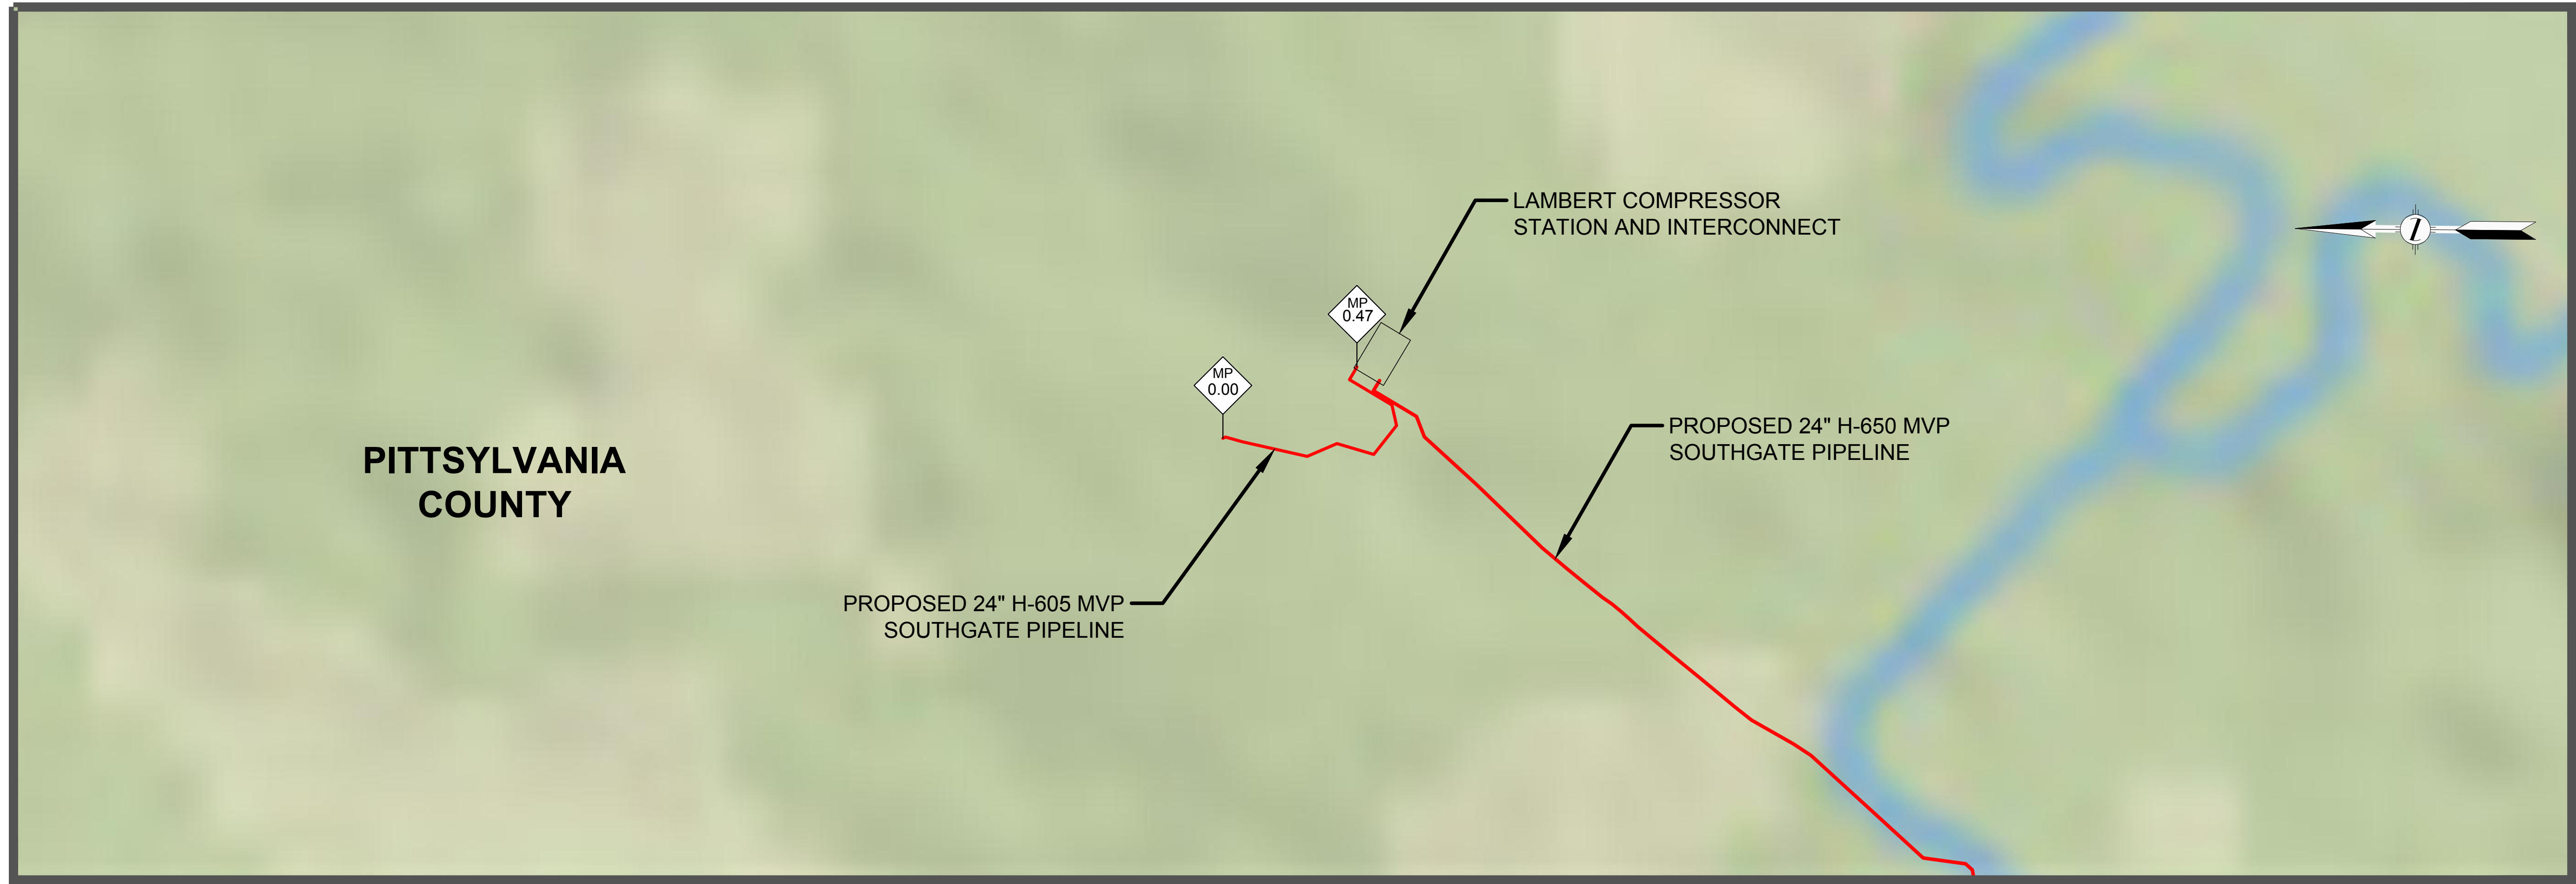 LAMBERT COMPRESSOR
STATION AND INTERCONNECT
N
MP
0.47
MP
0.00
PROPOSED 24" H-650 MVP
SOUTHGATE PIPELINE
PITTSYLVANIA
COUNTY
PROPOSED 24" H-605 MVP
SOUTHGATE PIPELINE